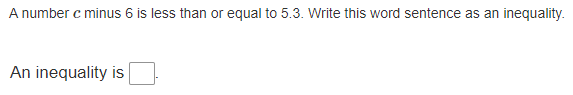 A number c minus 6 is less than or equal to 5.3. Write this word sentence as an inequality.
An inequality is .